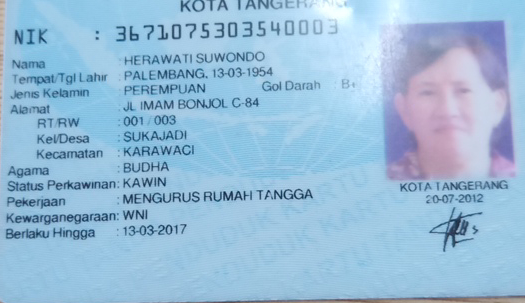 KOTA TANGERANG
NIK : 3671075303540003
Nama : HERAWATI SUWONDO
Tempat/Tgl Lahir : PALEMBANG, 13-03-1954
Jenis Kelamin : PEREMPUAN Gol Darah : B+
Alamat : JL IMAM BONJOL C-84
RT/RW : 001 / 003
Kel/Desa : SUKAJADI
Kecamatan : KARAWACI
Agama : BUDHA
Status Perkawinan: KAWIN
Pekerjaan : MENGURUS RUMAH TANGGA
Kewarganegaraan: WNI
Berlaku Hingga : 13-03-2017
KOTA TANGERANG
20-07-2012